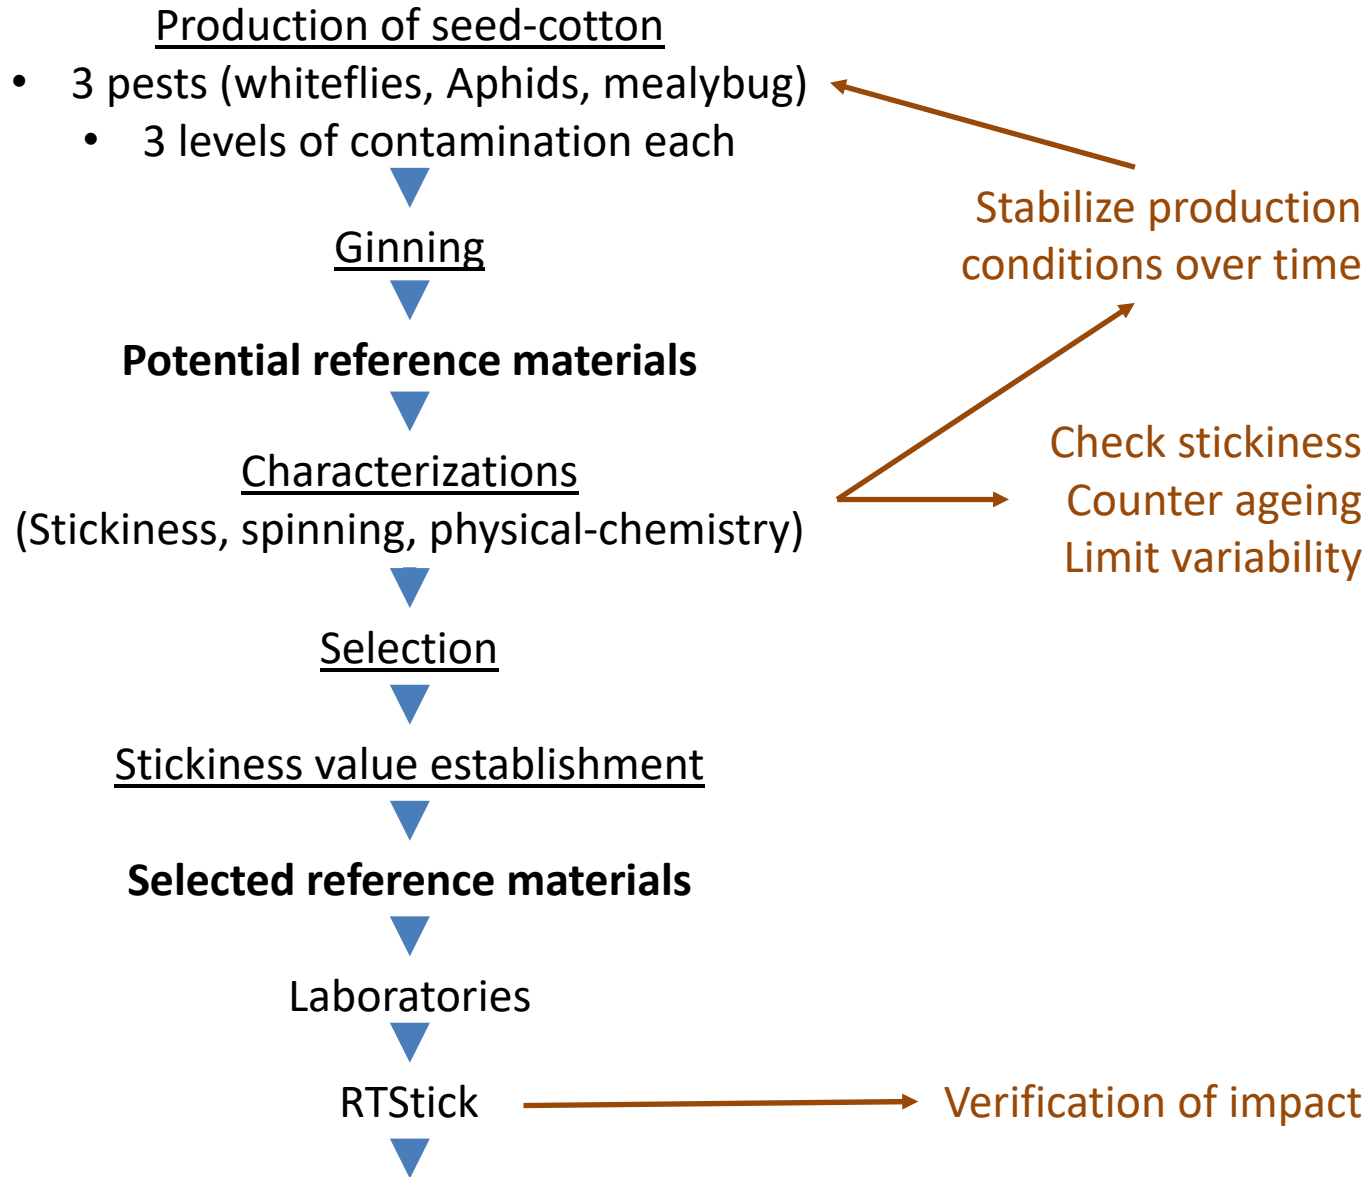 Production of seed-cotton
• 3 pests (whiteflies, Aphids, mealybug)
• 3 levels of contamination each
Ginning
Potential reference materials
Characterizations
(Stickiness, spinning, physical-chemistry)
Selection
Stickiness value establishment
Selected reference materials
Laboratories
RTStick
Stabilize production
conditions over time
Check stickiness
Counter ageing
Limit variability
Verification of impact